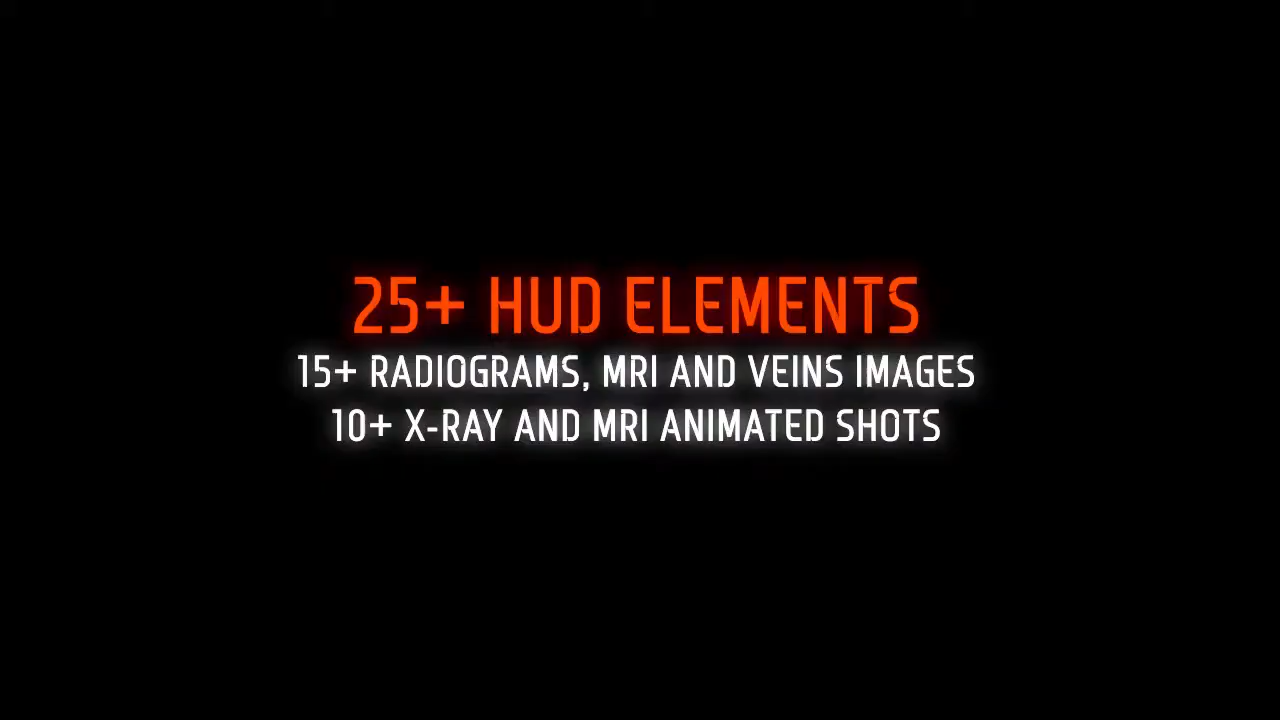 25+ HUD ELEMENTS
15+ RADIOGRAMS, MRI AND VEINS IMAGES
10+ X-RAY AND MRI ANIMATED SHOTS